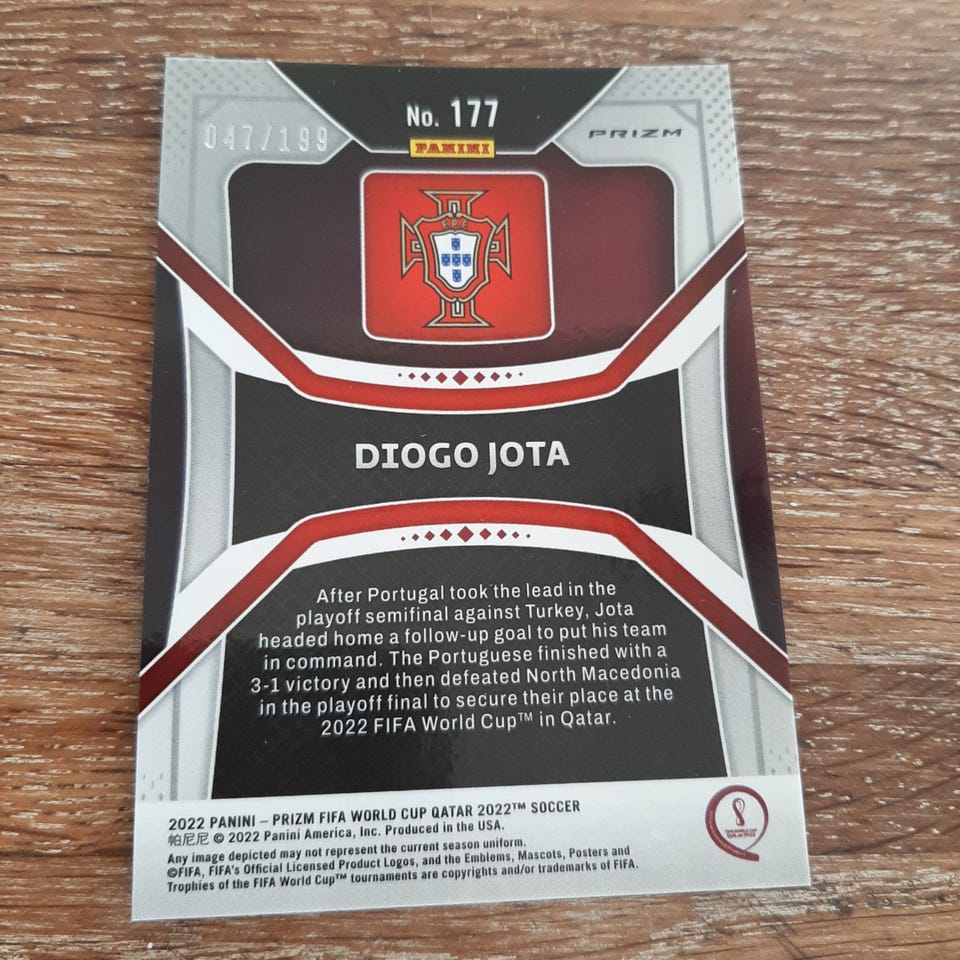 No. 177
047/199
PRIZM
PANINI
F.P.F
DIOGO JOTA
After Portugal took the lead in the
playoff semifinal against Turkey, Jota
headed home a follow-up goal to put his team
in command. The Portuguese finished with a
3-1 victory and then defeated North Macedonia
in the playoff final to secure their place at the
2022 FIFA World Cup™ in Qatar.
2022 PANINI – PRIZM FIFA WORLD CUP QATAR 2022™ SOCCER
帕尼尼 © 2022 Panini America, Inc. Produced in the USA.
Any image depicted may not represent the current season uniform.
©FIFA, FIFA's Official Licensed Product Logos, and the Emblems, Mascots, Posters and
Trophies of the FIFA World Cup™ tournaments are copyrights and/or trademarks of FIFA.
FIFA WORLD CUP
QATAR 2022